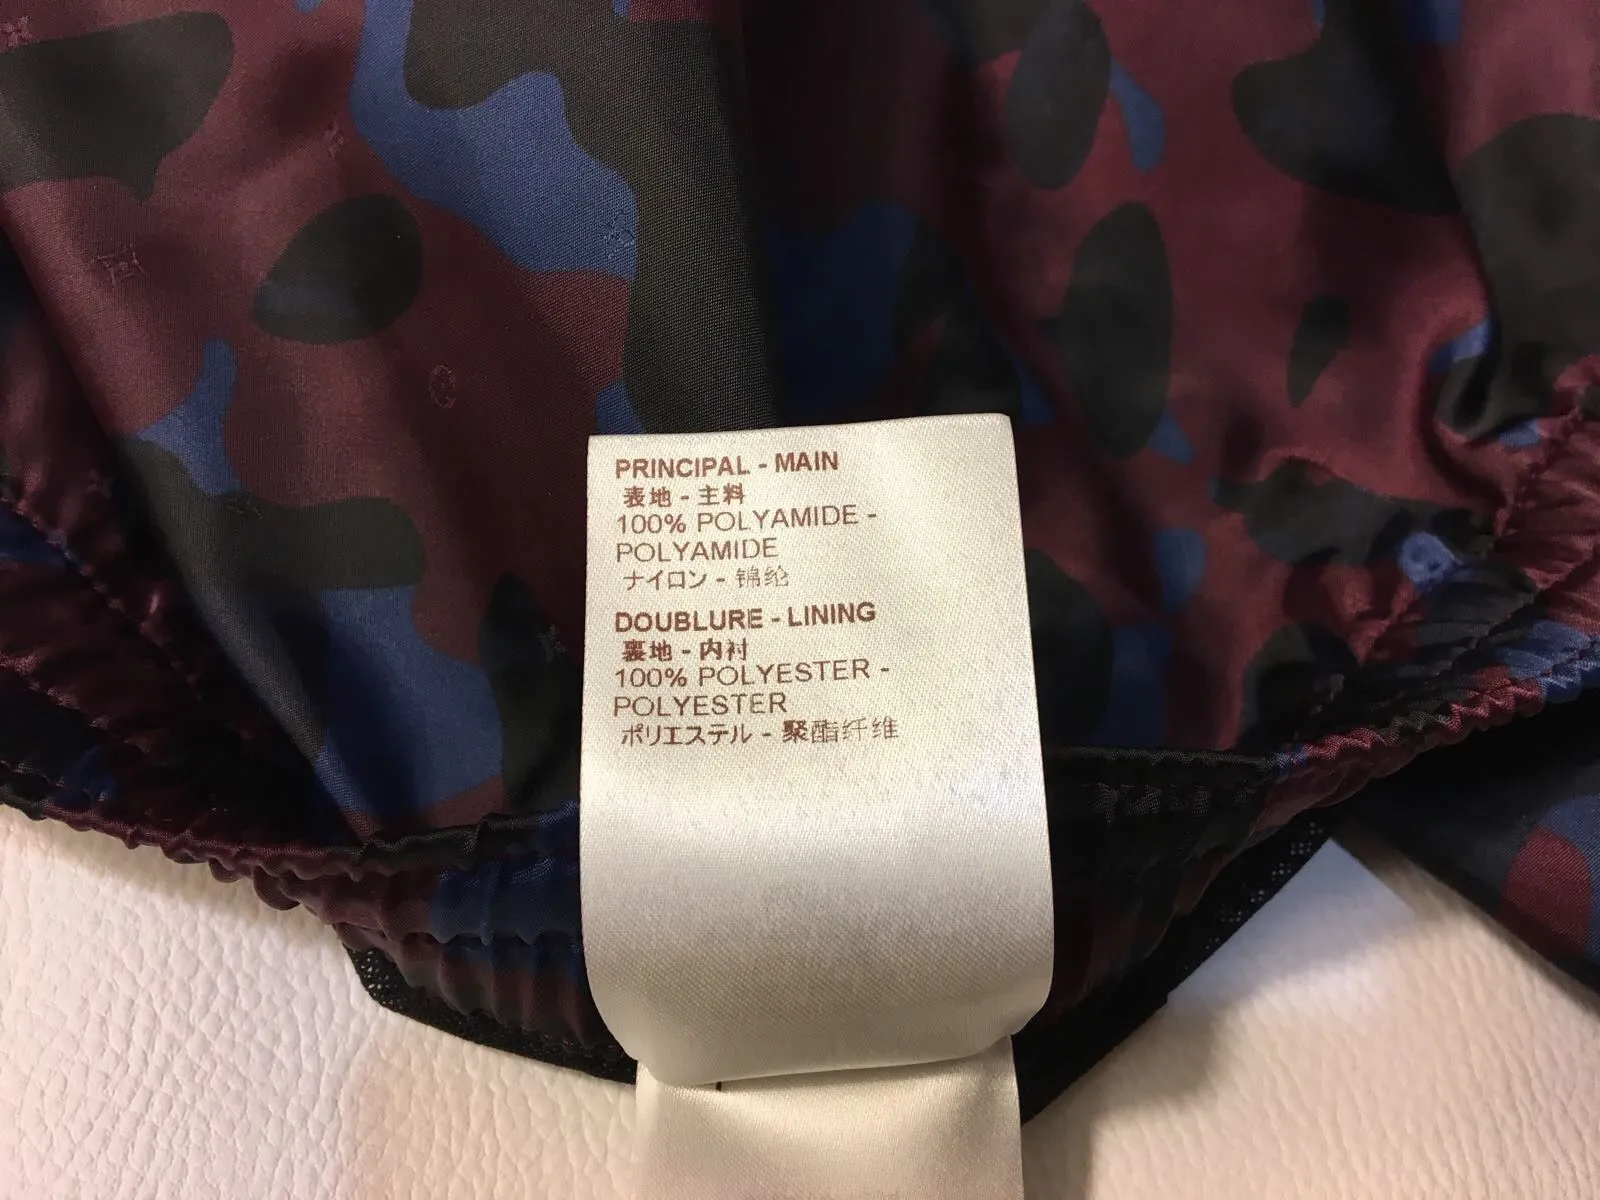 PRINCIPAL - MAIN
表地 - 主料
100% POLYAMIDE -
POLYAMIDE
ナイロン - 锦纶
DOUBLURE - LINING
裏地 - 内衬
100% POLYESTER -
POLYESTER
ポリエステル - 聚酯纤维